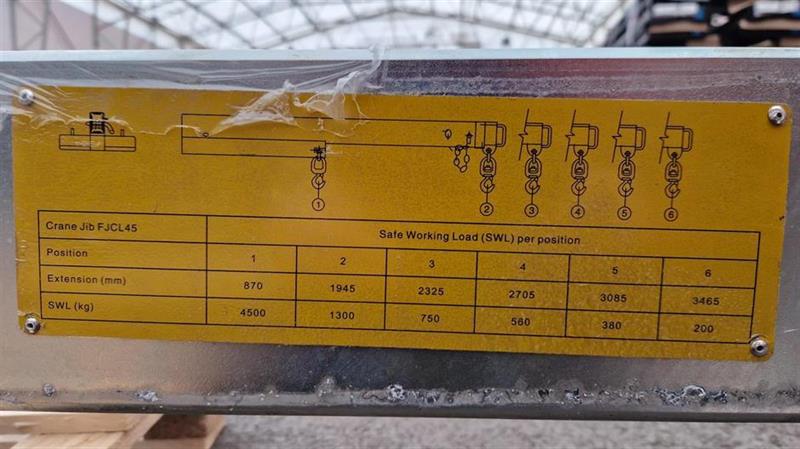 1 2 3 4 5 6
Crane Jib FJCL45 Safe Working Load (SWL) per position
Position 1 2 3 4 5 6
Extension (mm) 870 1945 2325 2705 3085 3465
SWL (kg) 4500 1300 750 560 380 200